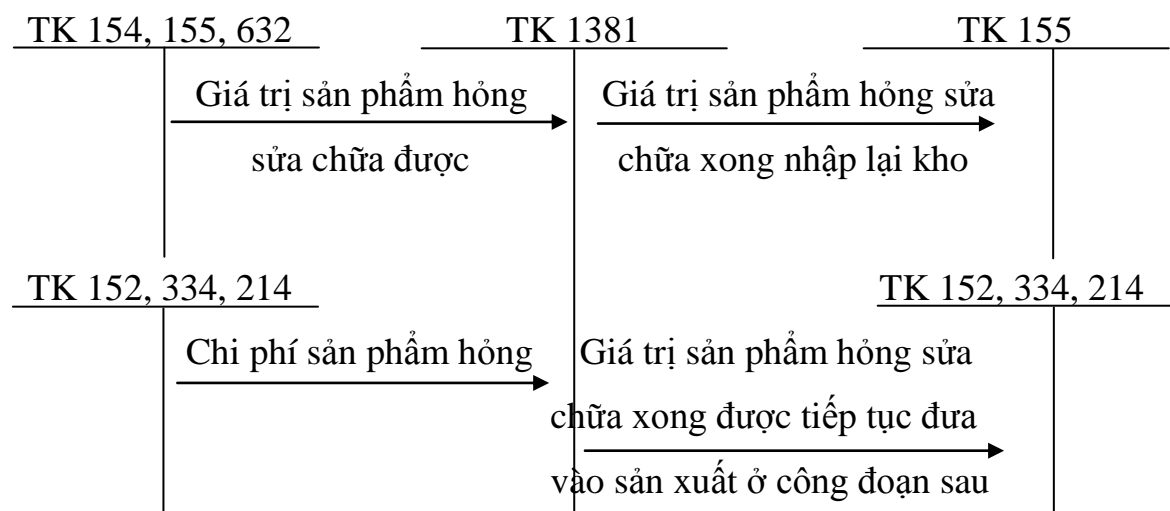 TK 154, 155, 632 TK 1381 TK 155
Giá trị sản phẩm hỏng
sửa chữa được
Giá trị sản phẩm hỏng sửa
chữa xong nhập lại kho
TK 152, 334, 214 TK 152, 334, 214
Chi phí sản phẩm hỏng
Giá trị sản phẩm hỏng sửa
chữa xong được tiếp tục đưa
vào sản xuất ở công đoạn sau